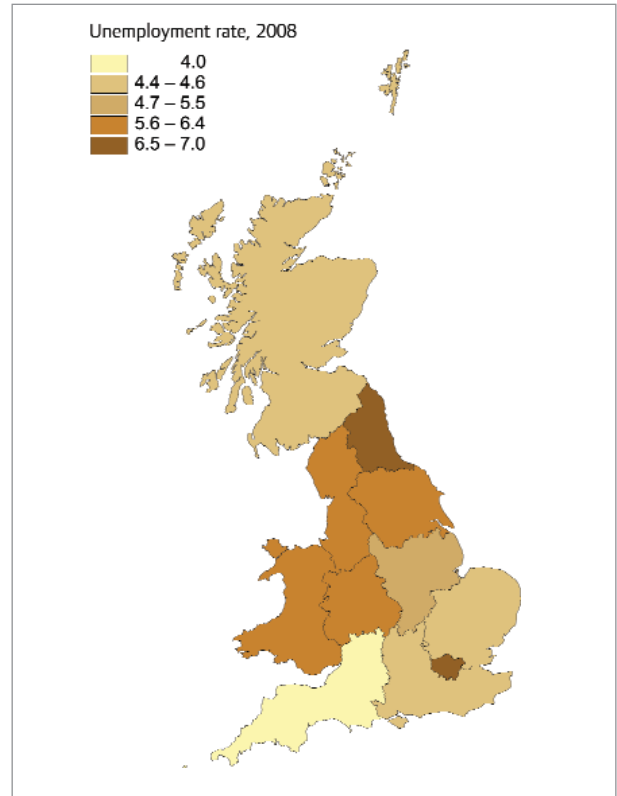 Unemployment rate, 2008
4.0
4.4 – 4.6
4.7 – 5.5
5.6 – 6.4
6.5 – 7.0